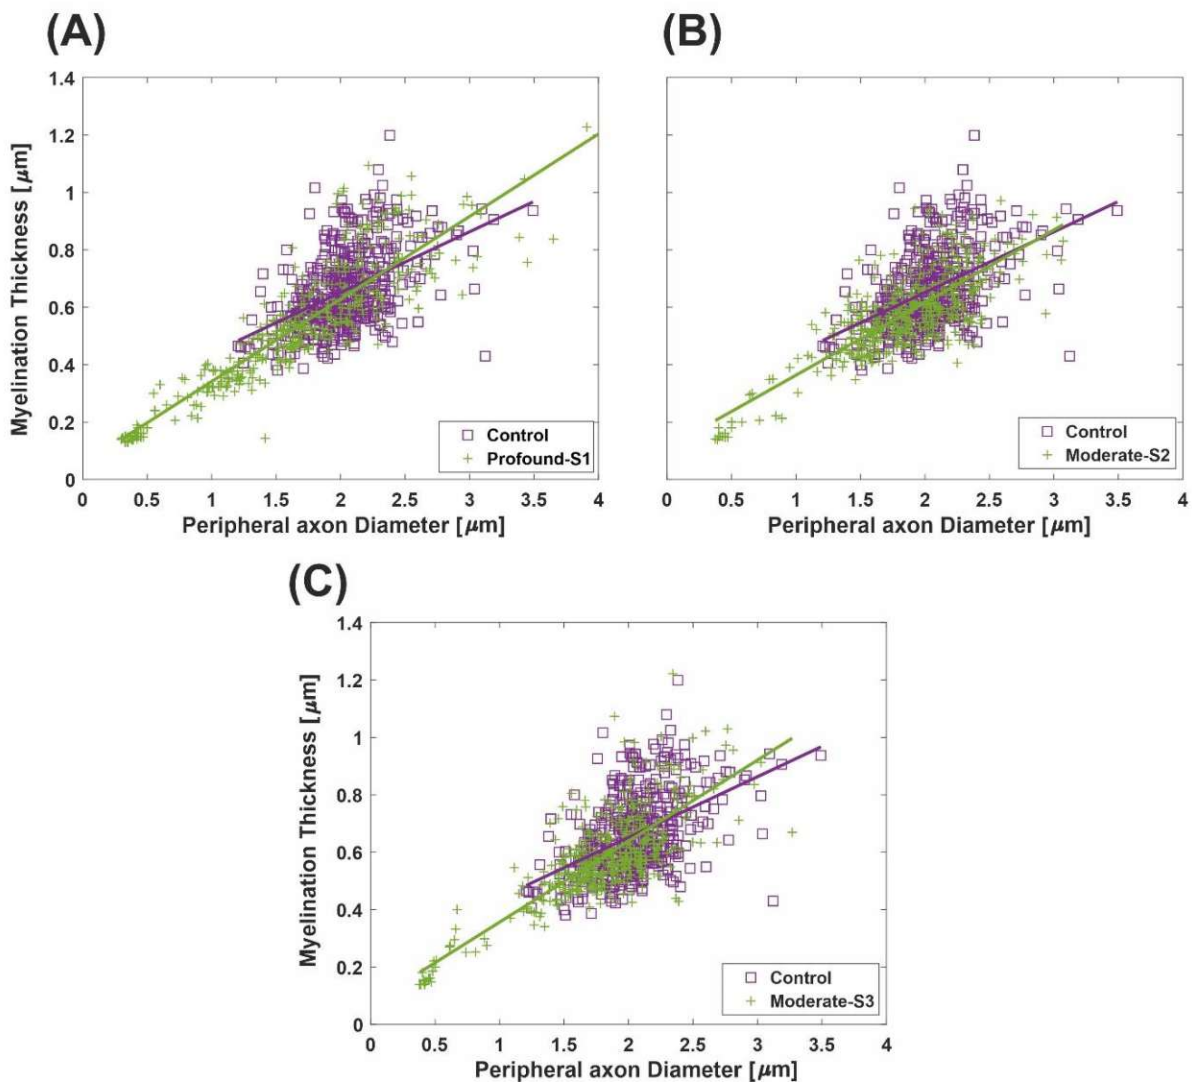 (A)
1.4
1.2
1
0.8
0.6
0.4
0.2
0
0 0.5 1 1.5 2 2.5 3 3.5 4
Myelination Thickness [μm]
Peripheral axon Diameter [μm]
Control
Profound-S1
(B)
0 0.5 1 1.5 2 2.5 3 3.5 4
Peripheral axon Diameter [μm]
Control
Moderate-S2
(C)
1.4
1.2
1
0.8
0.6
0.4
0.2
0
0 0.5 1 1.5 2 2.5 3 3.5 4
Myelination Thickness [μm]
Peripheral axon Diameter [μm]
Control
Moderate-S3